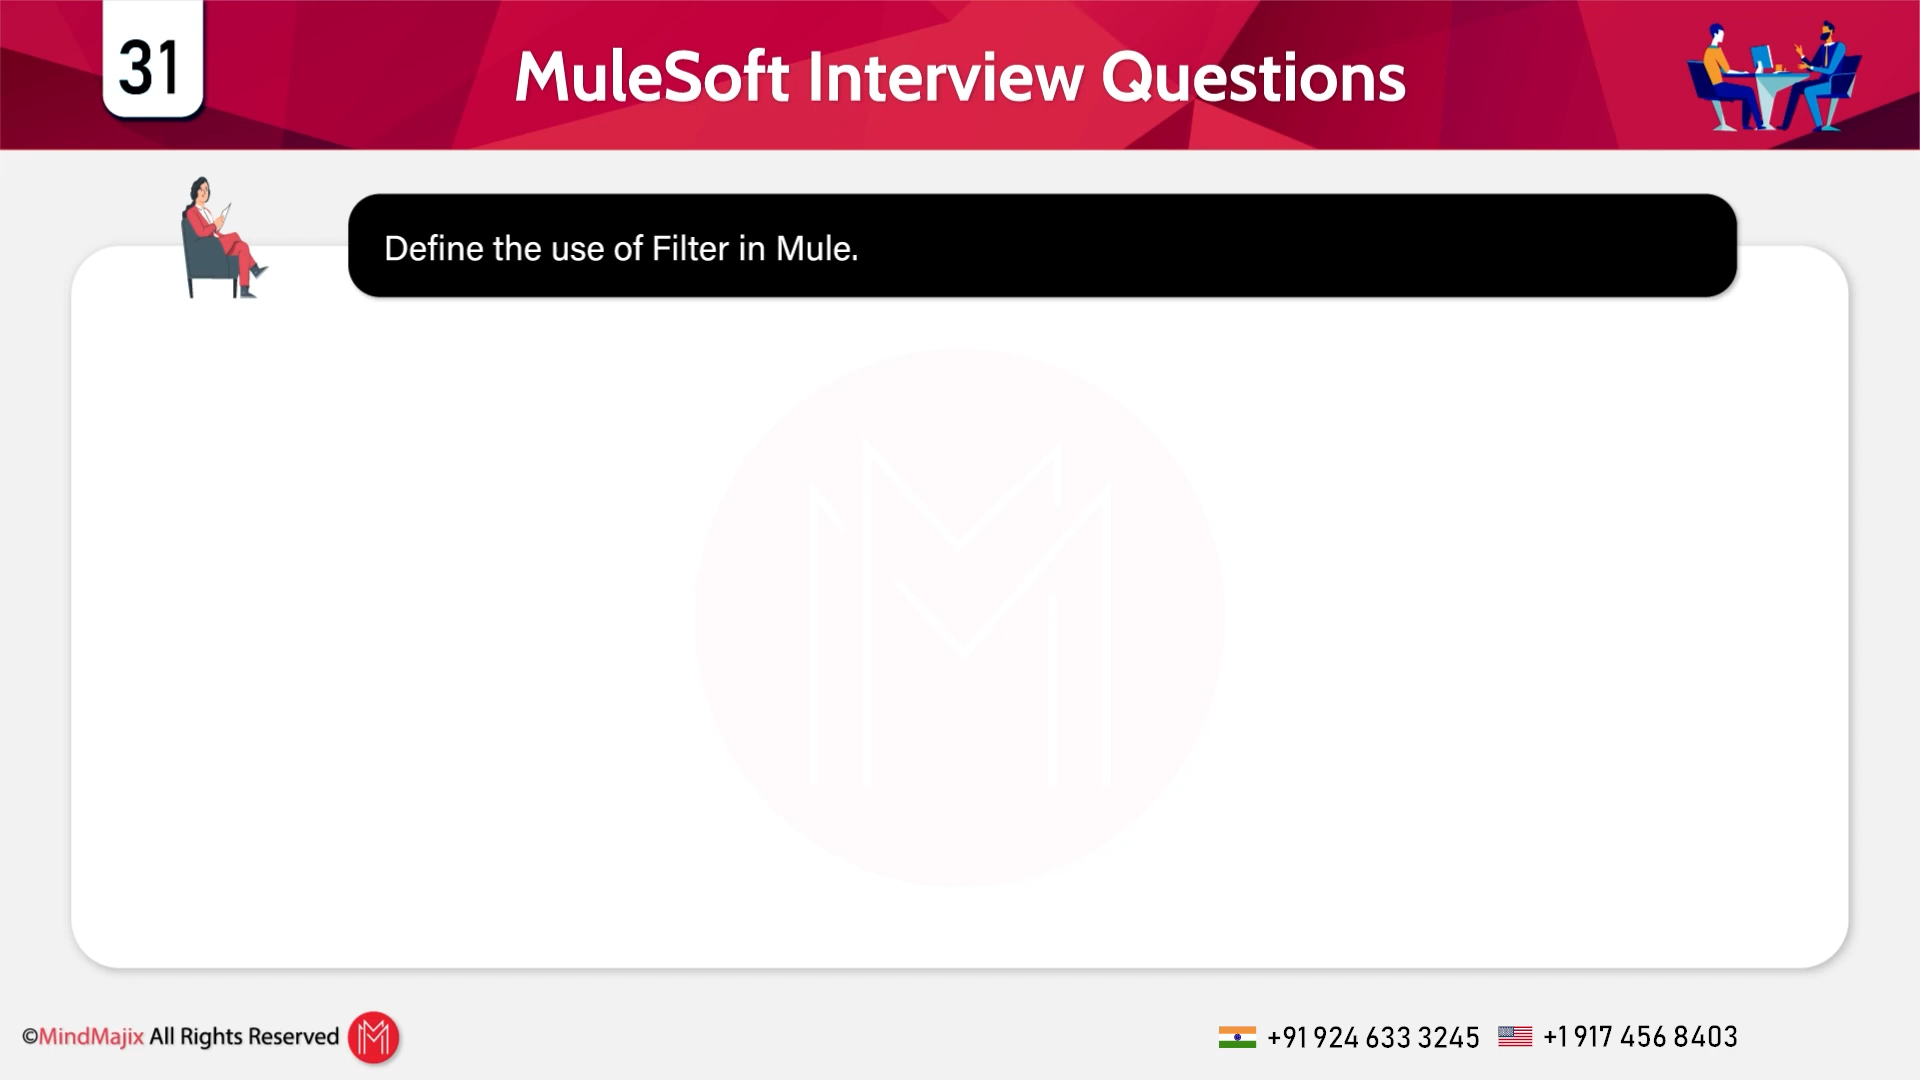 31
MuleSoft Interview Questions
Define the use of Filter in Mule.
©MindMajix All Rights Reserved
+91 924 633 3245
+1 917 456 8403